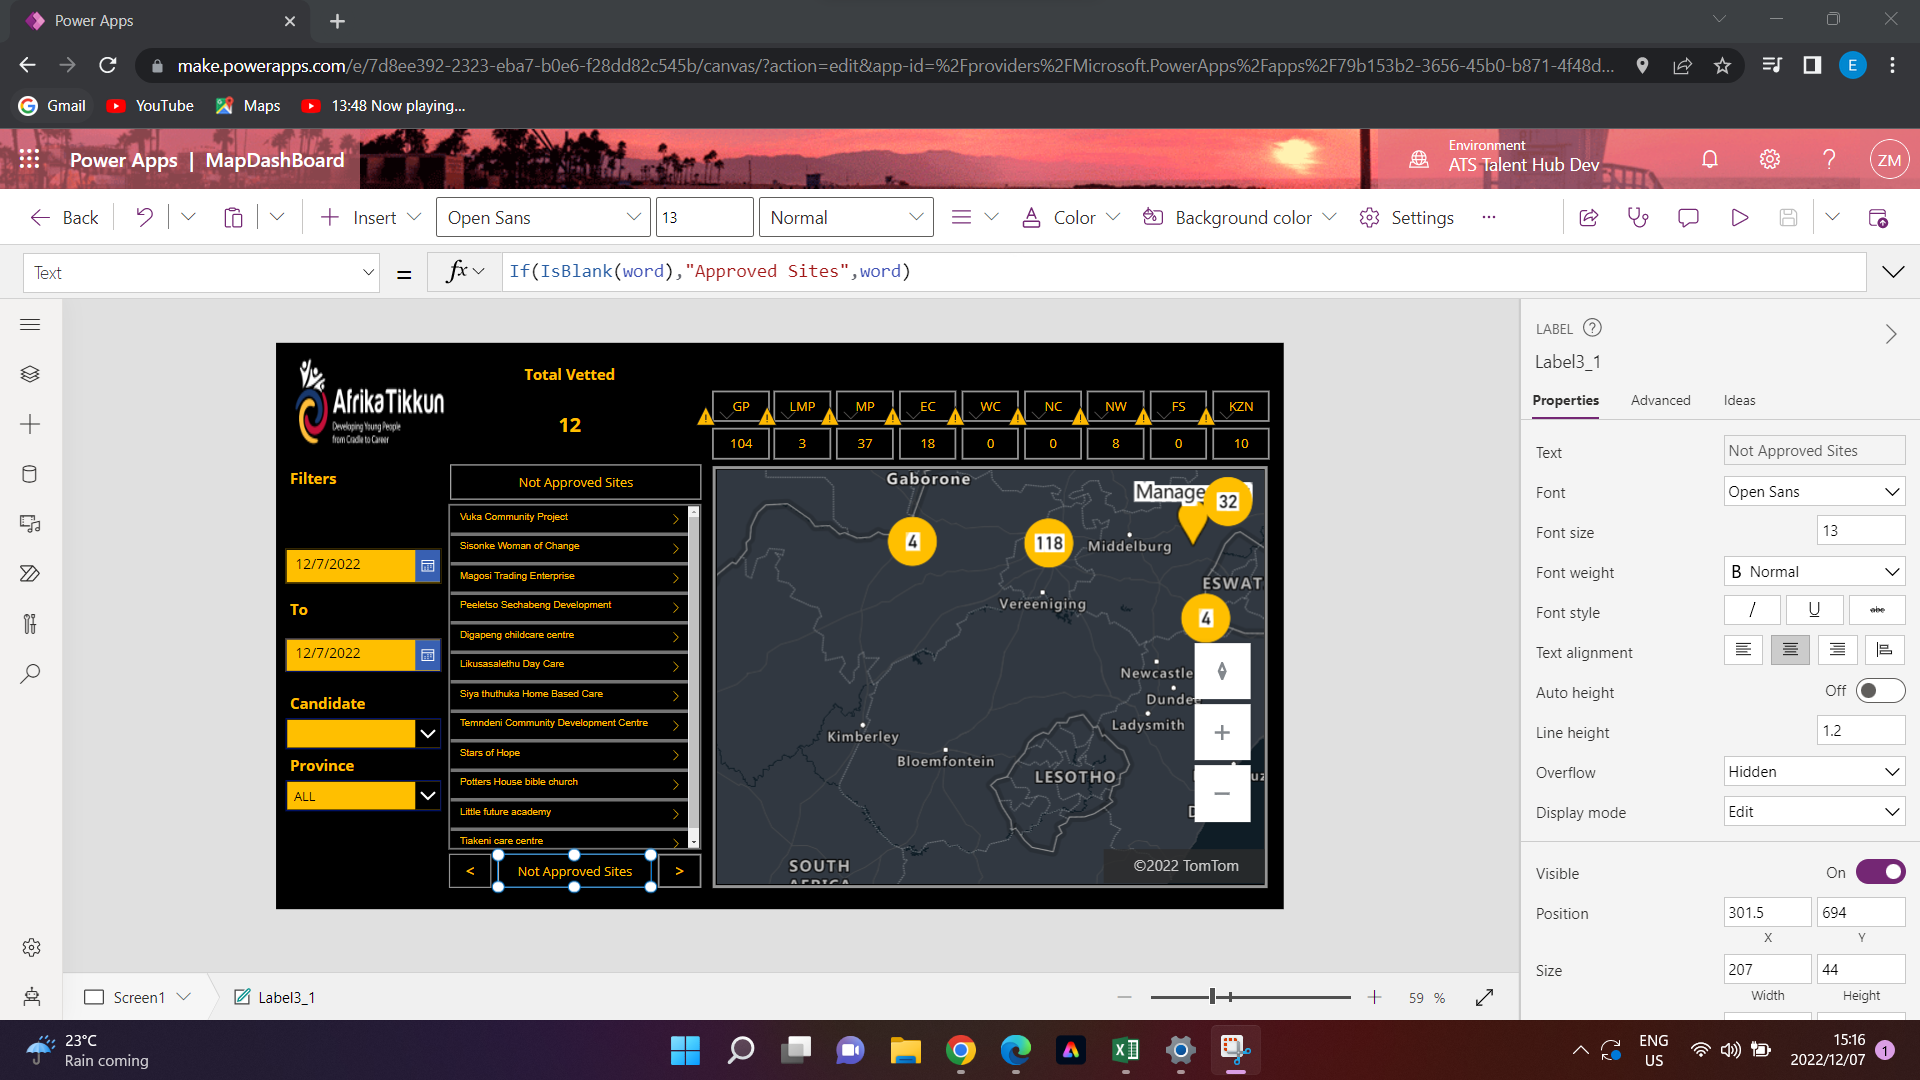 Power Apps
make.powerapps.com/e/7d8ee392-2323-eba7-b0e6-f28dd82c545b/canvas/?action=edit&app-id=%2Fproviders%2FMicrosoft.PowerApps%2Fapps%2F79b153b2-3656-45b0-b871-4f48d...
E
Gmail
YouTube
Maps
13:48 Now playing...
Power Apps | MapDashBoard
Environment
ATS Talent Hub Dev
ZM
Back
Insert
Open Sans
13
Normal
Color
Background color
Settings
Text
=
fx
If(IsBlank(word),"Approved Sites",word)
AfrikaTikkun
Developing Young People
from Cradle to Career
Total Vetted
12
GP LMP MP EC WC NC NW FS KZN
104 3 37 18 0 0 8 0 10
Filters
12/7/2022
To
12/7/2022
Candidate
Province
ALL
Not Approved Sites
Vuka Community Project
Sisonke Woman of Change
Magosi Trading Enterprise
Peeletso Sechabeng Development
Digapeng childcare centre
Likusasalethu Day Care
Siya thuthuka Home Based Care
Temndeni Community Development Centre
Stars of Hope
Potters House bible church
Little future academy
Tiakeni care centre
<
Not Approved Sites
>
Gaborone
Manage
32
4
118
Middelburg
ESWAT
Vereeniging
4
Newcastle
Dunde
Ladysmith
Kimberley
Bloemfontein
LESOTHO
SOUTH
AFRICA
©2022 TomTom
LABEL
Label3_1
Properties
Advanced
Ideas
Text
Not Approved Sites
Font
Open Sans
Font size
13
Font weight
B Normal
Font style
/ U abc
Text alignment
Auto height
Off
Line height
1.2
Overflow
Hidden
Display mode
Edit
Visible
On
Position
301.5
694
X
Y
Size
207
44
Width
Height
Screen1
Label3_1
59 %
23°C
Rain coming
ENG
US
15:16
2022/12/07
1